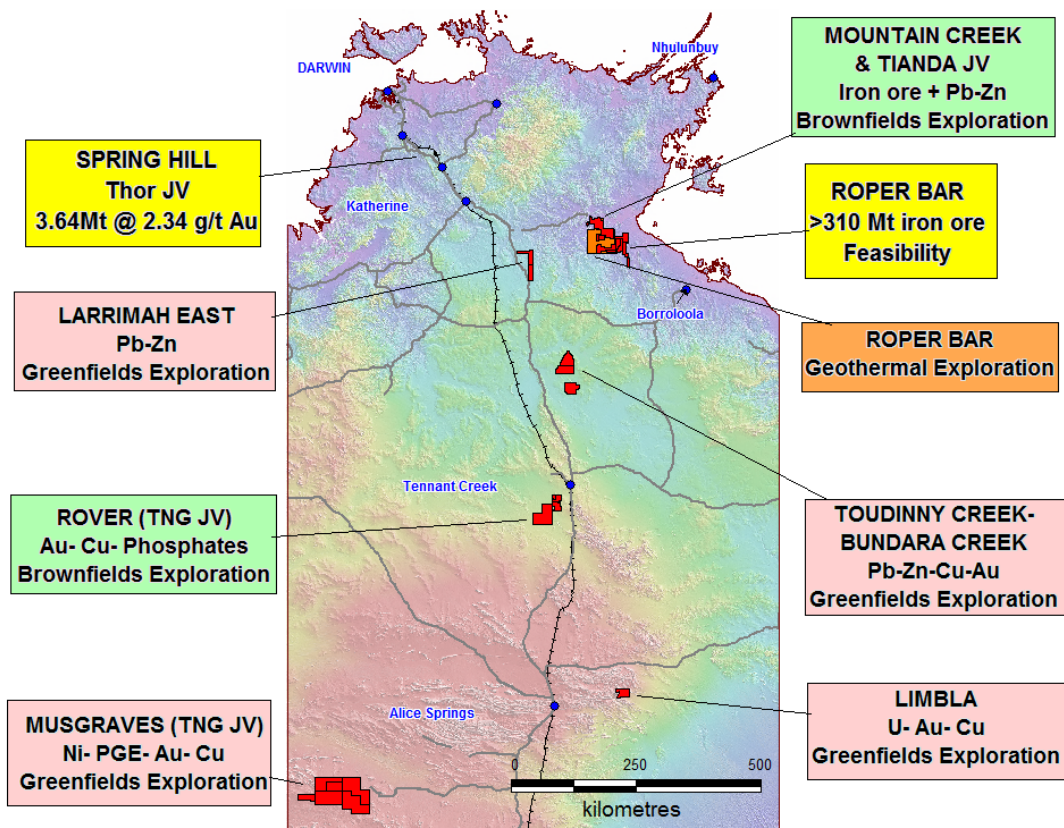 DARWIN
Nhulunbuy
MOUNTAIN CREEK
& TIANDA JV
Iron ore + Pb-Zn
Brownfields Exploration
SPRING HILL
Thor JV
3.64Mt @ 2.34 g/t Au
Katherine
ROPER BAR
>310 Mt iron ore
Feasibility
LARRIMAH EAST
Pb-Zn
Greenfields Exploration
Borroloola
ROPER BAR
Geothermal Exploration
Tennant Creek
ROVER (TNG JV)
Au- Cu- Phosphates
Brownfields Exploration
TOUDINNY CREEK-
BUNDARA CREEK
Pb-Zn-Cu-Au
Greenfields Exploration
Alice Springs
LIMBLA
U- Au- Cu
Greenfields Exploration
MUSGRAVES (TNG JV)
Ni- PGE- Au- Cu
Greenfields Exploration
0 250 500
kilometres